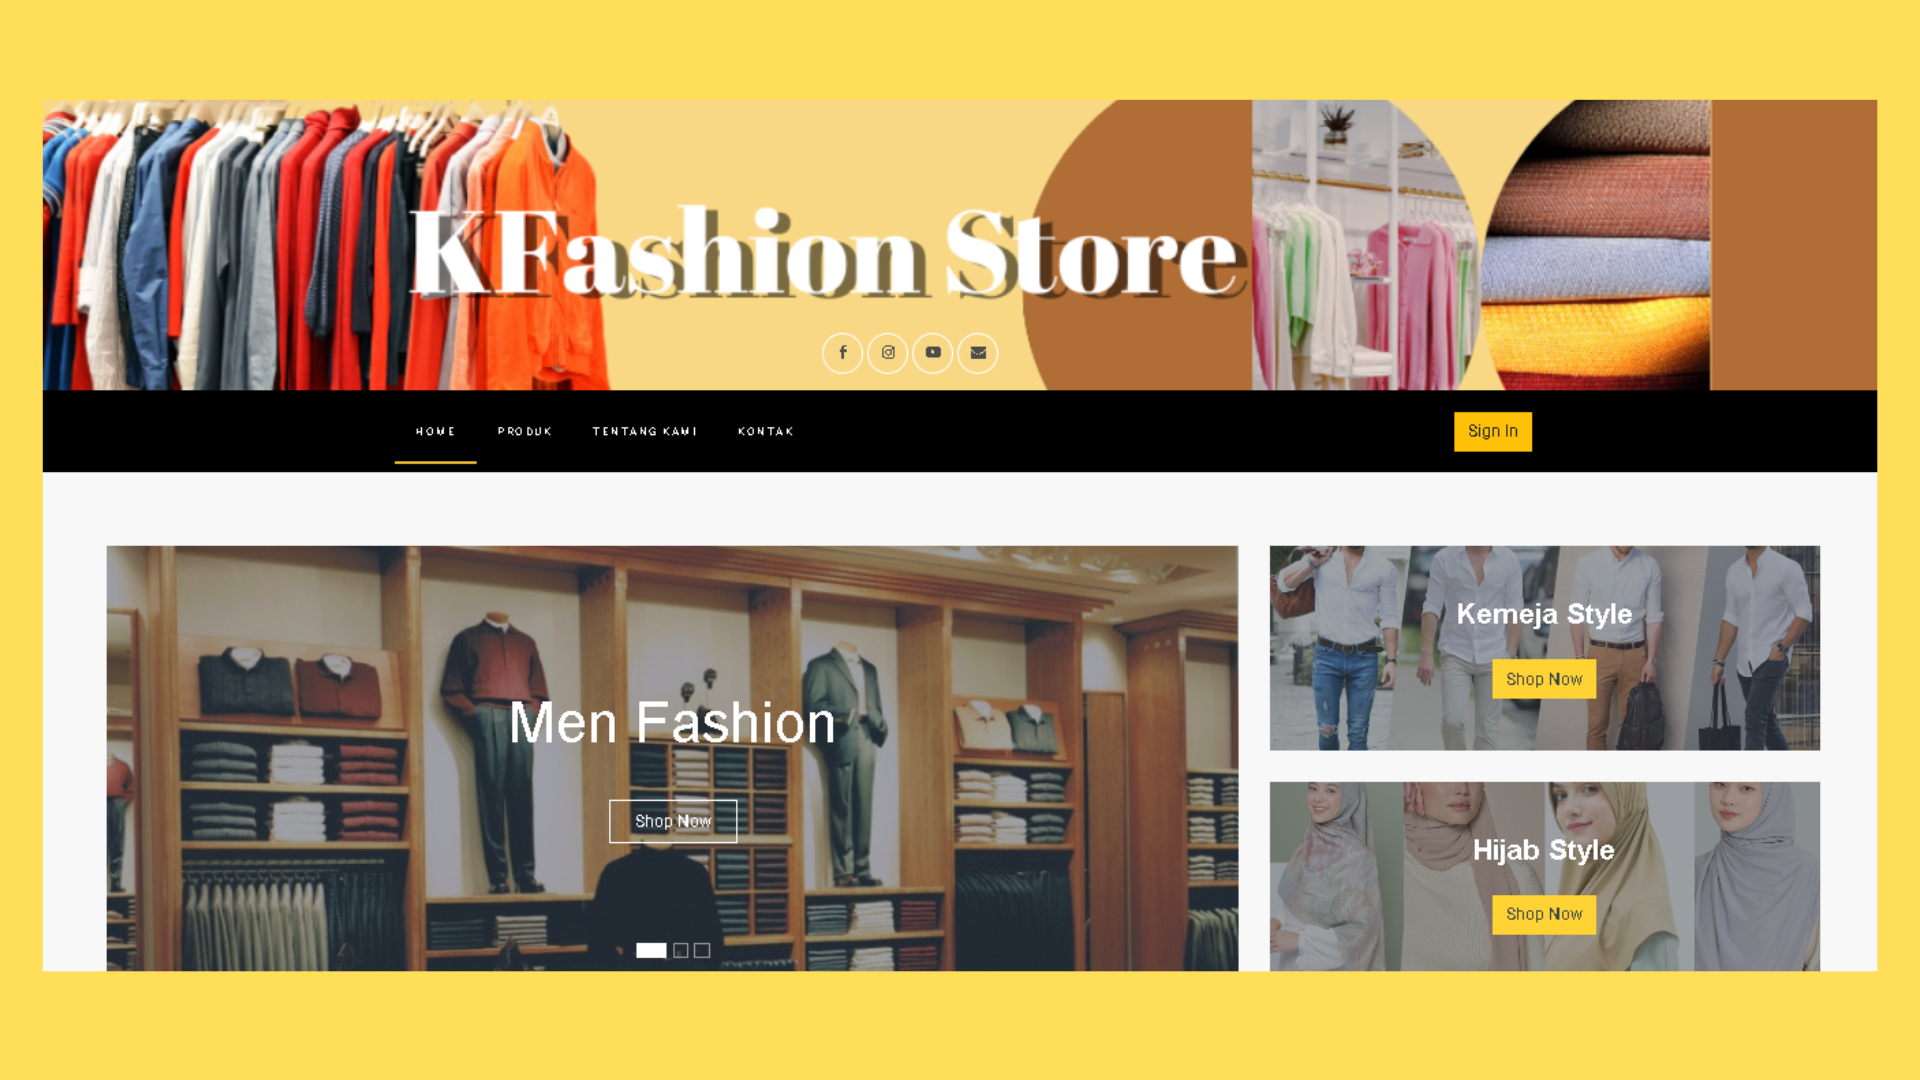 KFashion Store
HOME PRODUK TENTANG KAMI KONTAK
Sign In
Men Fashion
Shop Now
Kemeja Style
Shop Now
Hijab Style
Shop Now